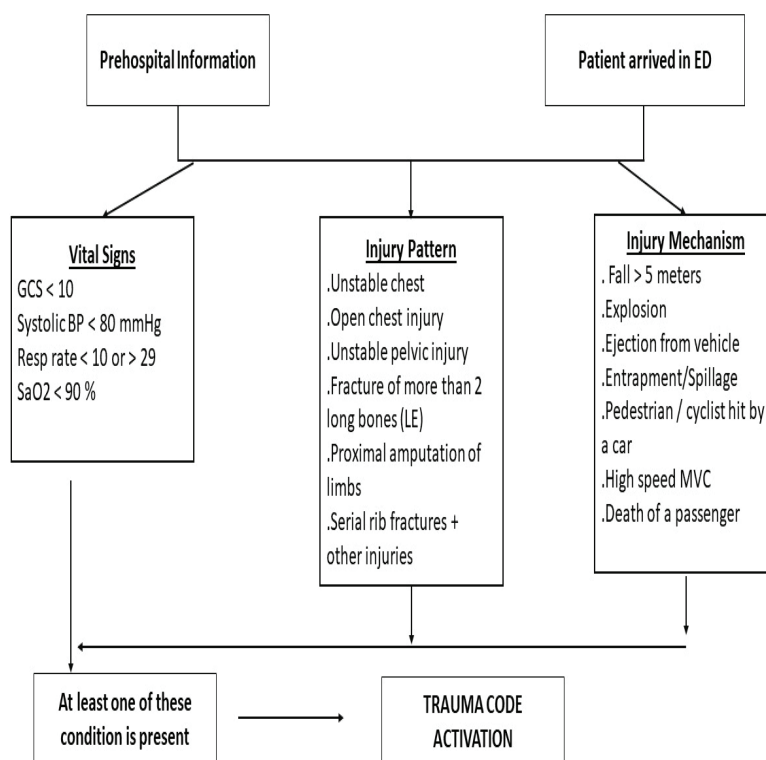 Prehospital Information
Patient arrived in ED
Vital Signs
GCS < 10
Systolic BP < 80 mmHg
Resp rate < 10 or > 29
SaO2 < 90 %
Injury Pattern
.Unstable chest
.Open chest injury
.Unstable pelvic injury
.Fracture of more than 2
long bones (LE)
.Proximal amputation of
limbs
.Serial rib fractures +
other injuries
Injury Mechanism
. Fall > 5 meters
.Explosion
.Ejection from vehicle
.Entrapment/Spillage
.Pedestrian / cyclist hit by
a car
.High speed MVC
.Death of a passenger
At least one of these
condition is present
TRAUMA CODE
ACTIVATION